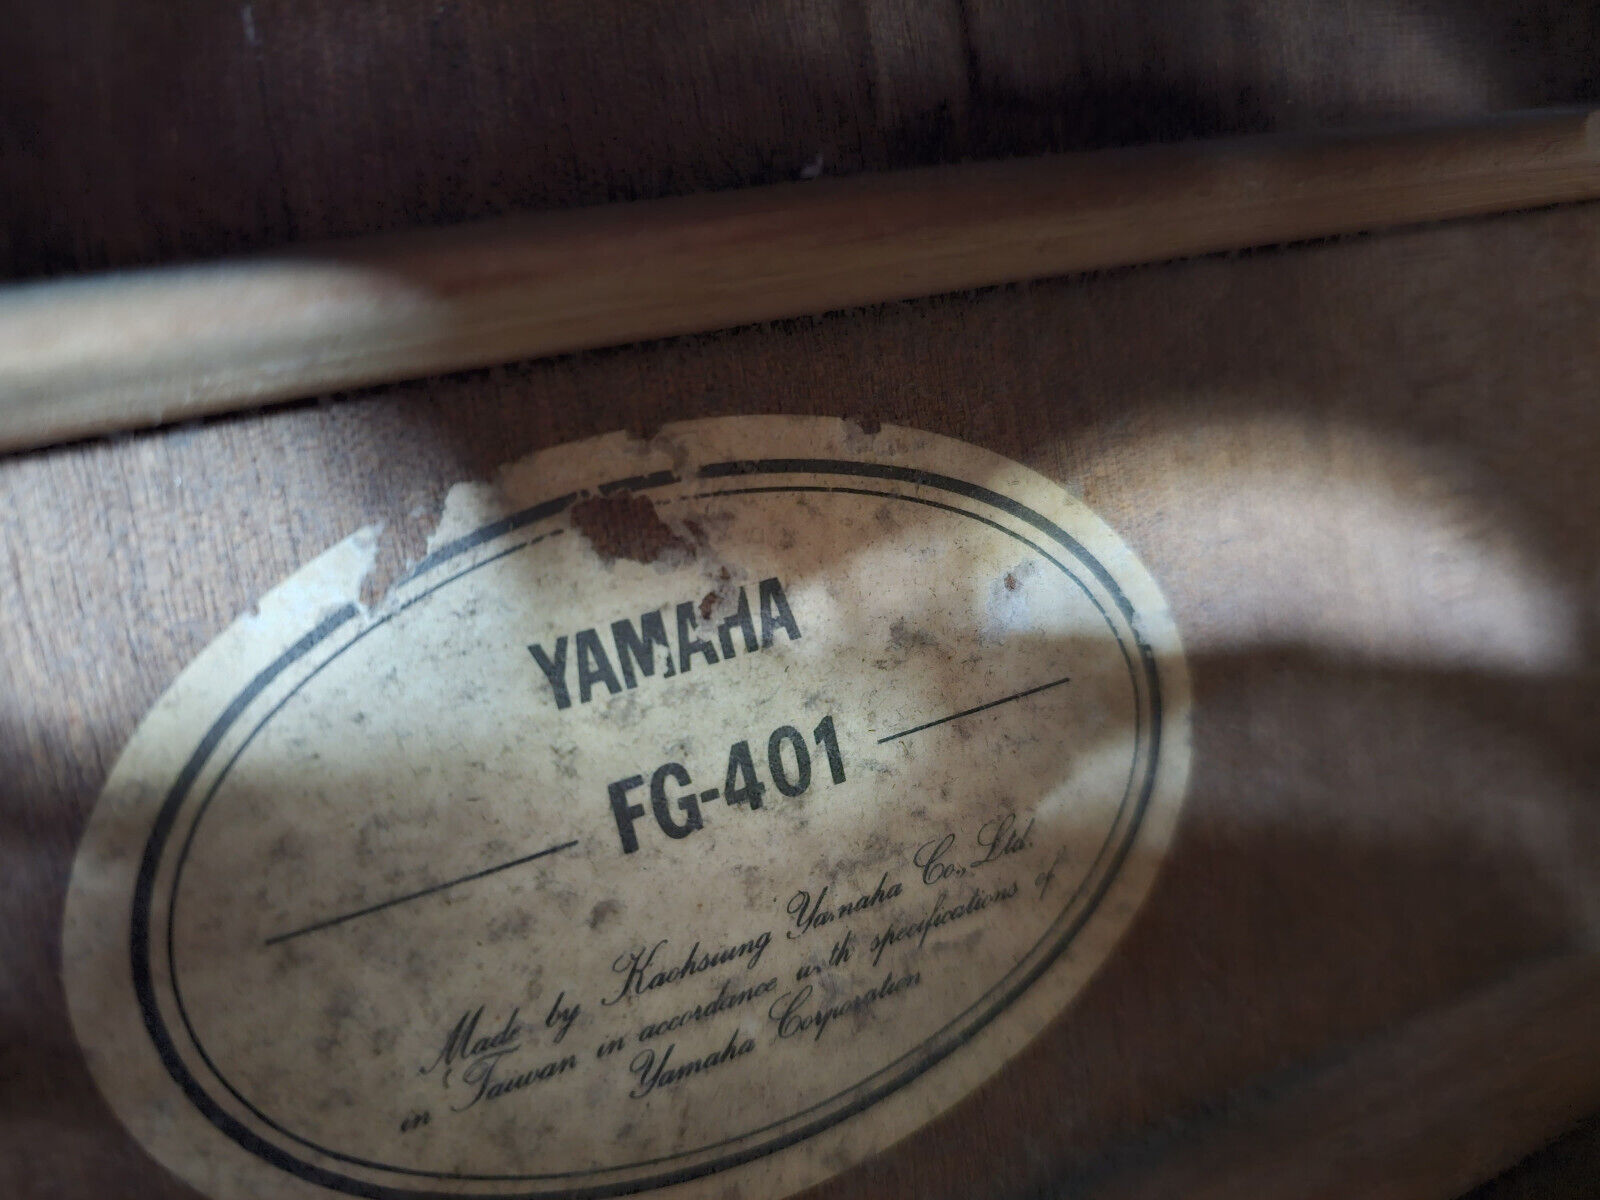 YAMAHA
FG-401
Made by Kaohsiung Yamaha Co., Ltd.
in Taiwan in accordance with specifications of
Yamaha Corporation